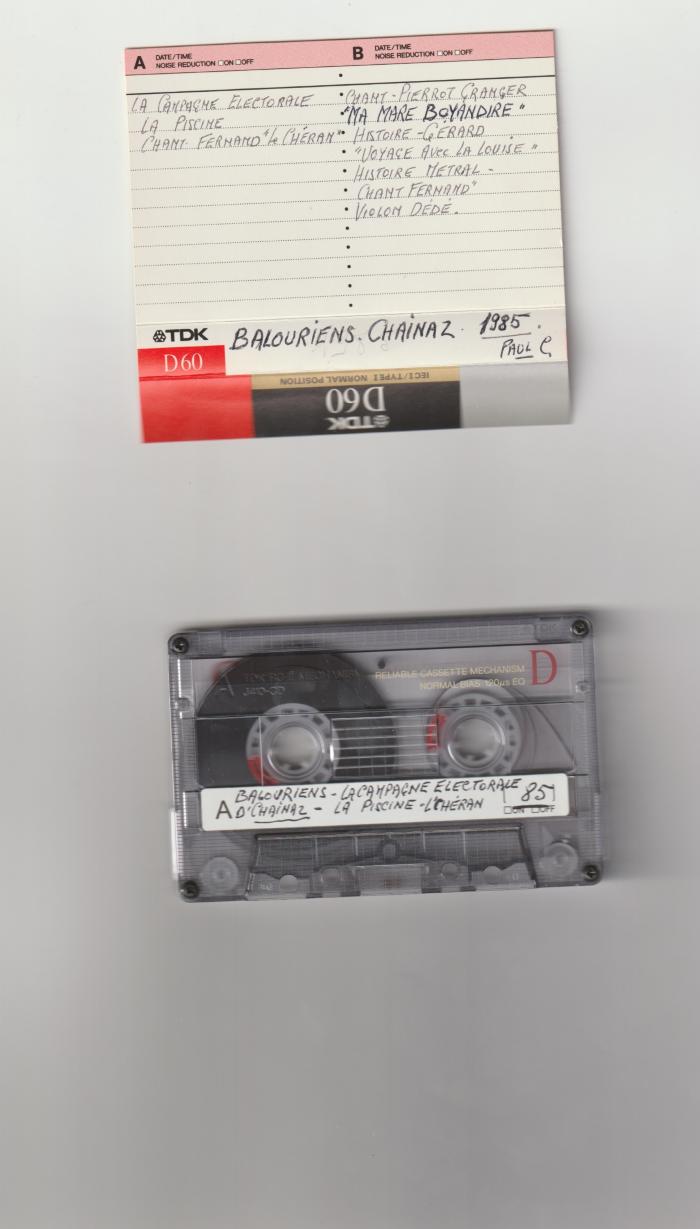 A DATE/TIME
NOISE REDUCTION □ON □OFF
B DATE/TIME
NOISE REDUCTION □ON □OFF
LA CAMPAGNE ELECTORALE
LA PISCINE
CHANT FERNAND "Le CHÉRAN"
CHANT - PIERROT GRANGER
"MA MARE BOYANDIRE"
HISTOIRE - GÉRARD
"VOYAGE AVEC LA LOUISE"
HISTOIRE METRAL -
CHANT FERNAND"
VIOLON DÉDÉ.
TDK
D60
BALOURIENS. CHAINAZ. 1985.
PAUL G
IECI/TYPEI NORMAL POSITION
D60
TDK
TDK
RELIABLE CASSETTE MECHANISM
NORMAL BIAS 120µs EQ
D
A
BALOURIENS - LA CAMPAGNE ELECTORALE 85
D'CHAINAZ - LA PISCINE - L'CHÉRAN
□ON □OFF